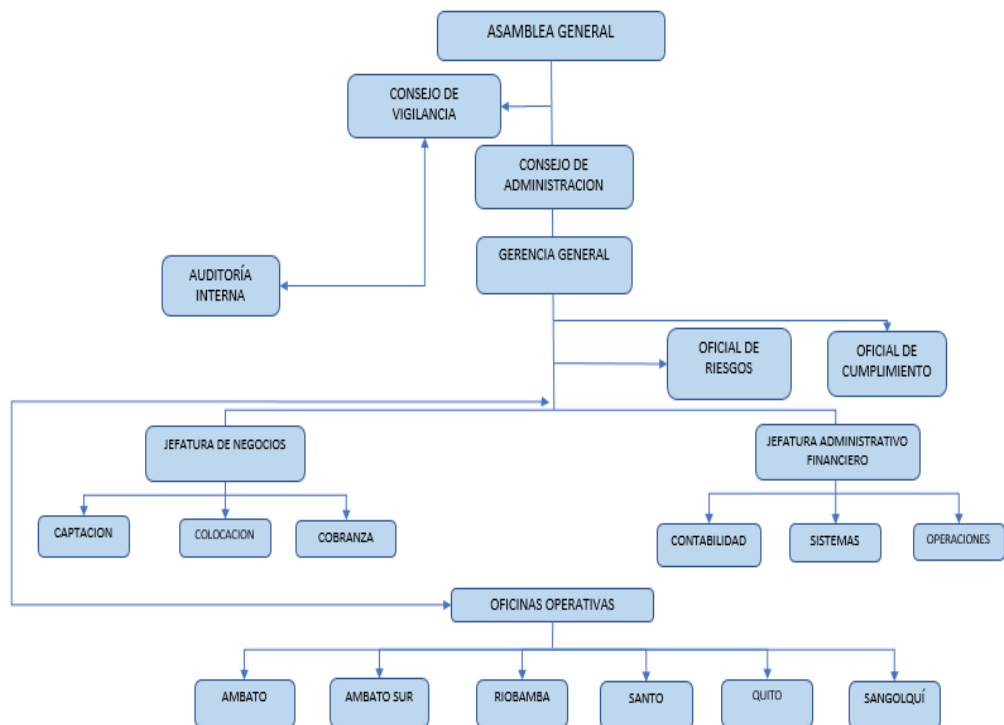 ASAMBLEA GENERAL
CONSEJO DE
VIGILANCIA
CONSEJO DE
ADMINISTRACION
GERENCIA GENERAL
AUDITORÍA
INTERNA
OFICIAL DE
RIESGOS
OFICIAL DE
CUMPLIMIENTO
JEFATURA DE NEGOCIOS
JEFATURA ADMINISTRATIVO
FINANCIERO
CAPTACION
COLOCACION
COBRANZA
CONTABILIDAD
SISTEMAS
OPERACIONES
OFICINAS OPERATIVAS
AMBATO
AMBATO SUR
RIOBAMBA
SANTO
QUITO
SANGOLQUÍ